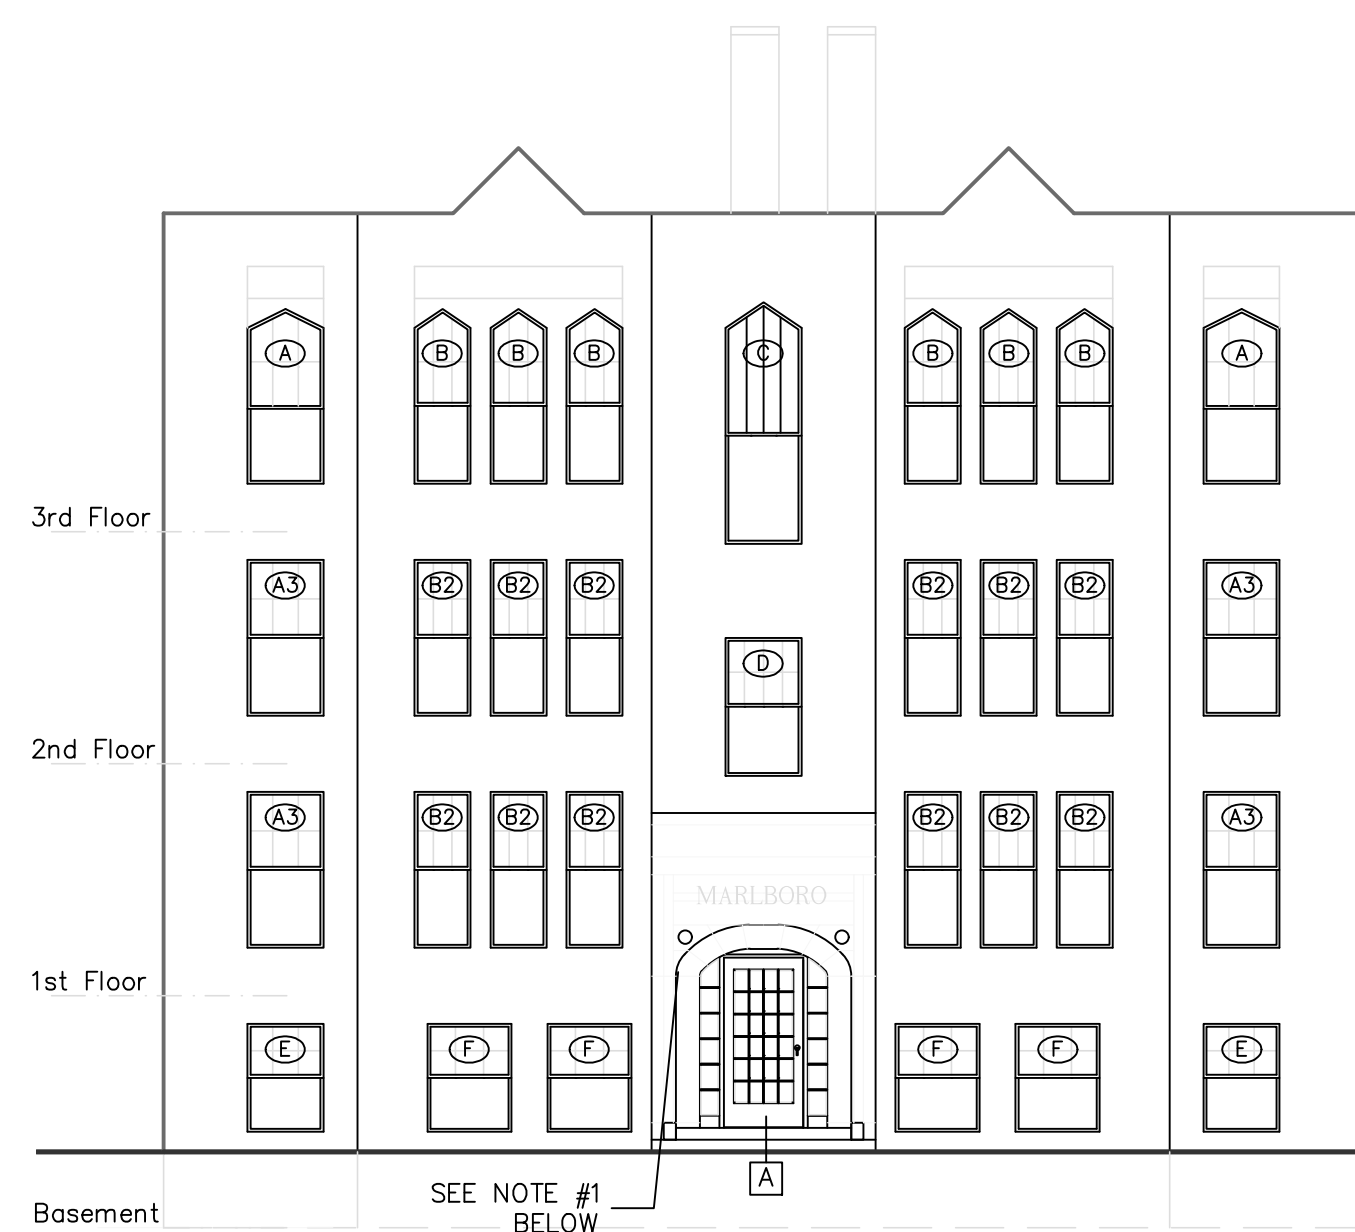 A B B B C B B B A
3rd Floor
A3 B2 B2 B2 B2 B2 B2 A3
D
2nd Floor
A3 B2 B2 B2 B2 B2 B2 A3
MARLBORO
1st Floor
E F F F F E
A
SEE NOTE #1
BELOW
Basement